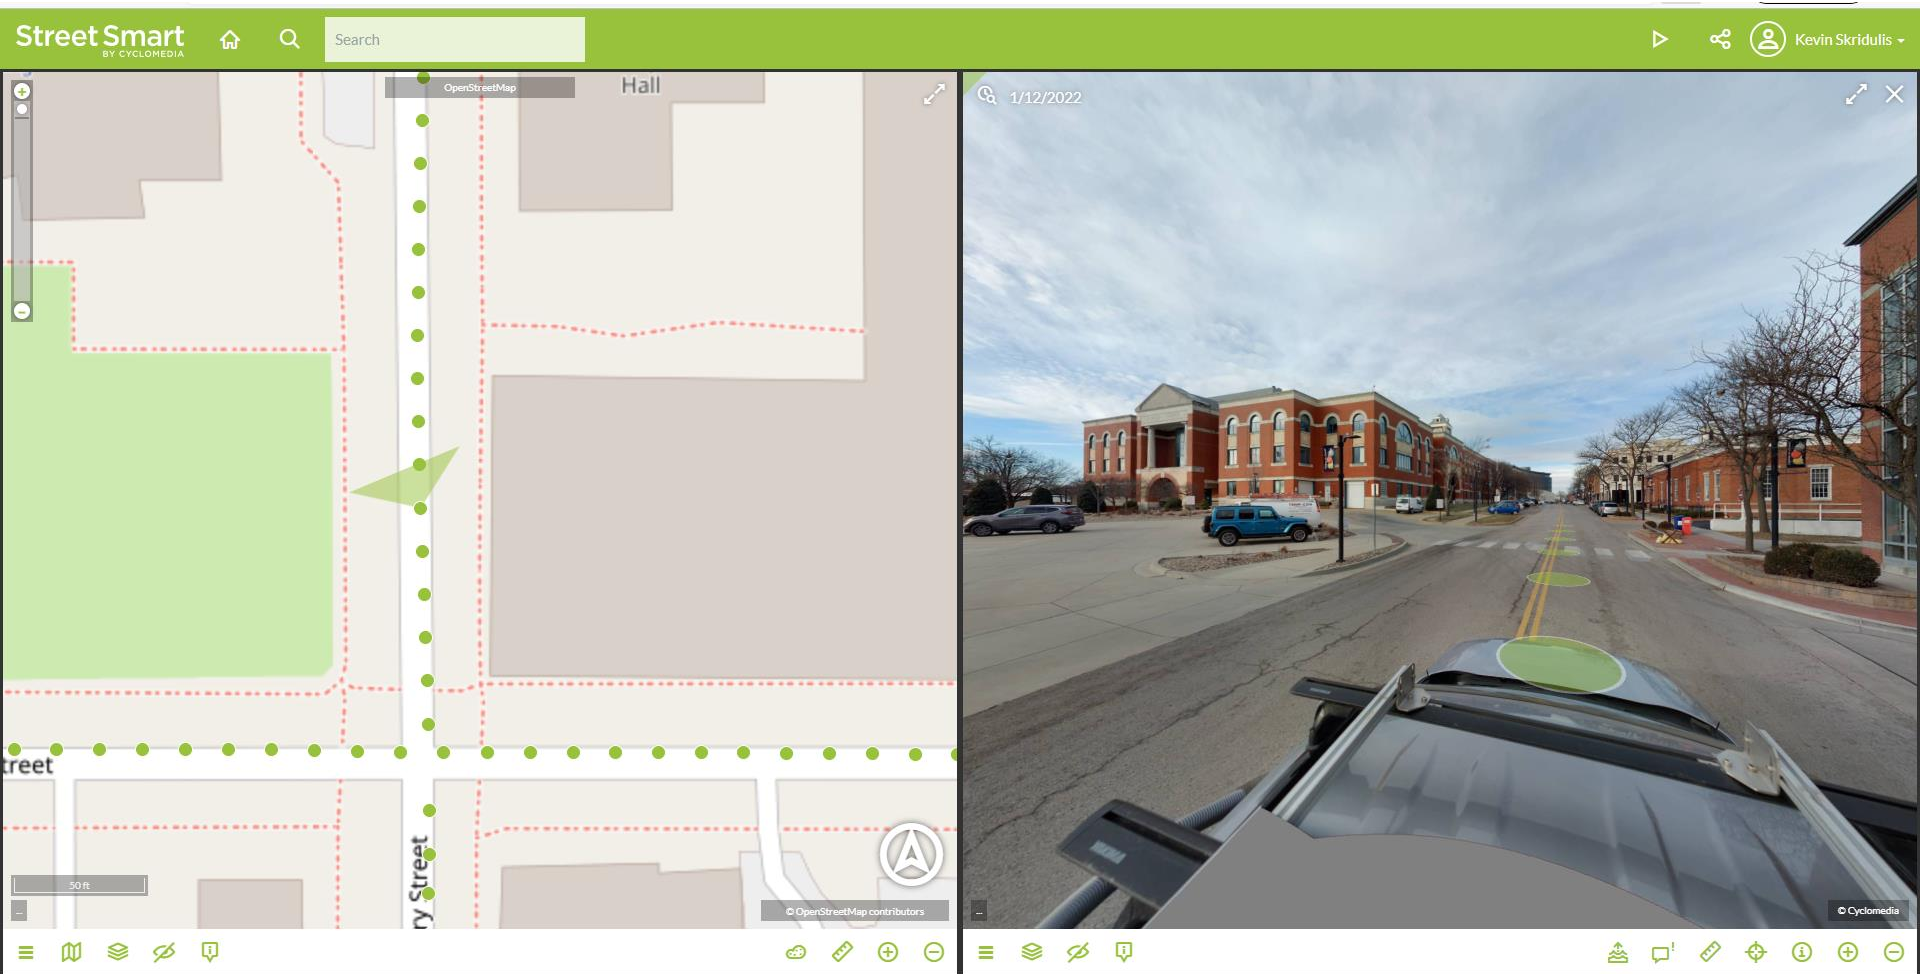 Street Smart
BY CYCLOMEDIA
Search
Kevin Skridulis
OpenStreetMap
Hall
1/12/2022
treet
ry Street
50 ft
...
© OpenStreetMap contributors
...
© Cyclomedia